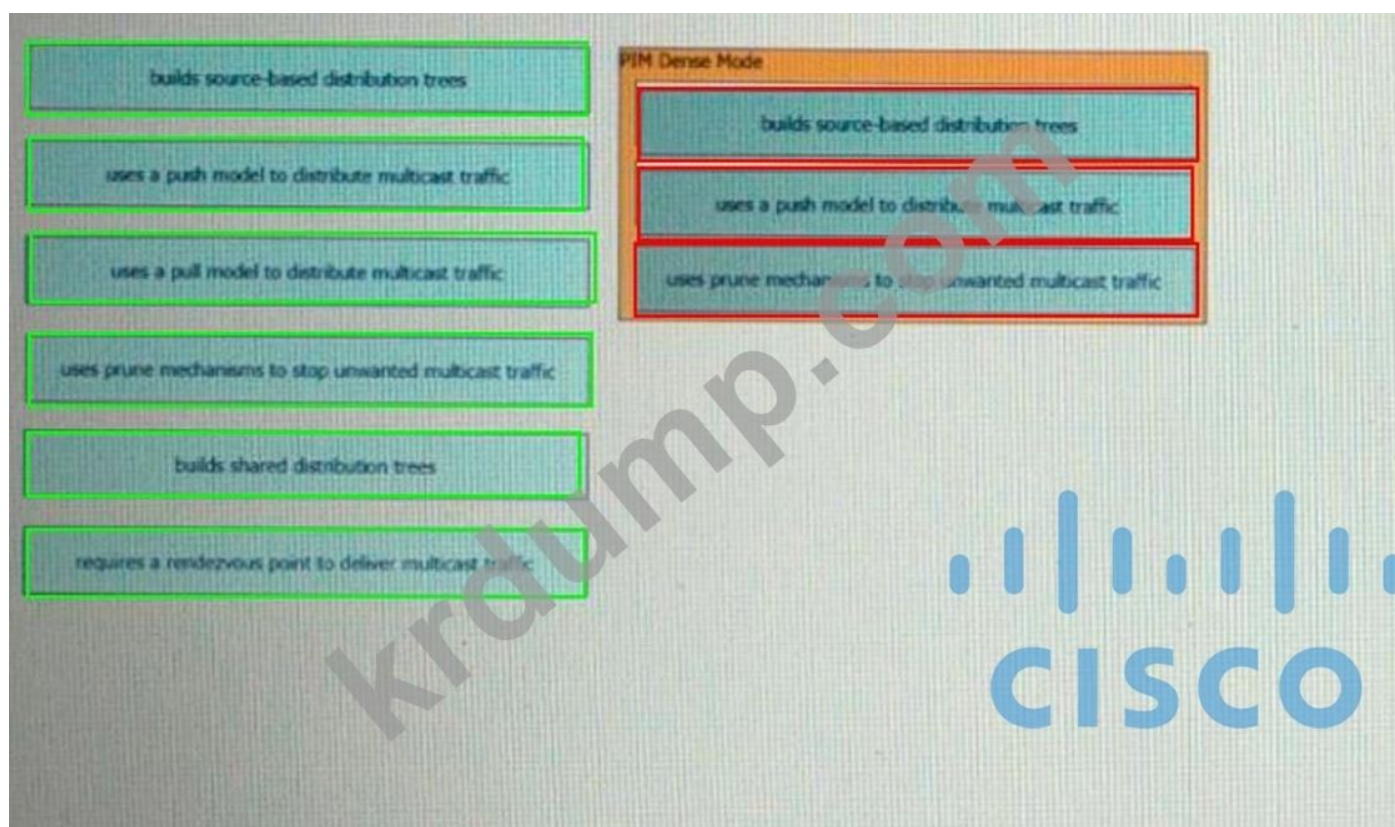 builds source-based distribution trees
uses a push model to distribute multicast traffic
uses a pull model to distribute multicast traffic
uses prune mechanisms to stop unwanted multicast traffic
builds shared distribution trees
requires a rendezvous point to deliver multicast traffic
PIM Dense Mode
builds source-based distribution trees
uses a push model to distribute multicast traffic
uses prune mechanisms to stop unwanted multicast traffic
krdump.com
CISCO